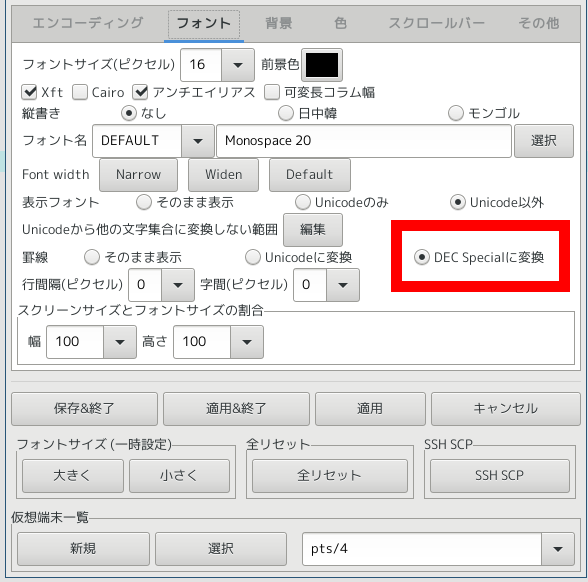 エンコーディング フォント 背景 色 スクロールバー その他
フォントサイズ(ピクセル) 16 前景色
Xft Cairo アンチエイリアス 可変長コラム幅
縦書き なし 日中韓 モンゴル
フォント名 DEFAULT Monospace 20 選択
Font width Narrow Widen Default
表示フォント そのまま表示 Unicodeのみ Unicode以外
Unicodeから他の文字集合に変換しない範囲 編集
罫線 そのまま表示 Unicodeに変換 DEC Specialに変換
行間隔(ピクセル) 0 字間(ピクセル) 0
スクリーンサイズとフォントサイズの割合
幅 100 高さ 100
保存&終了 適用&終了 適用 キャンセル
フォントサイズ (一時設定) 全リセット SSH SCP
大きく 小さく 全リセット SSH SCP
仮想端末一覧
新規 選択 pts/4